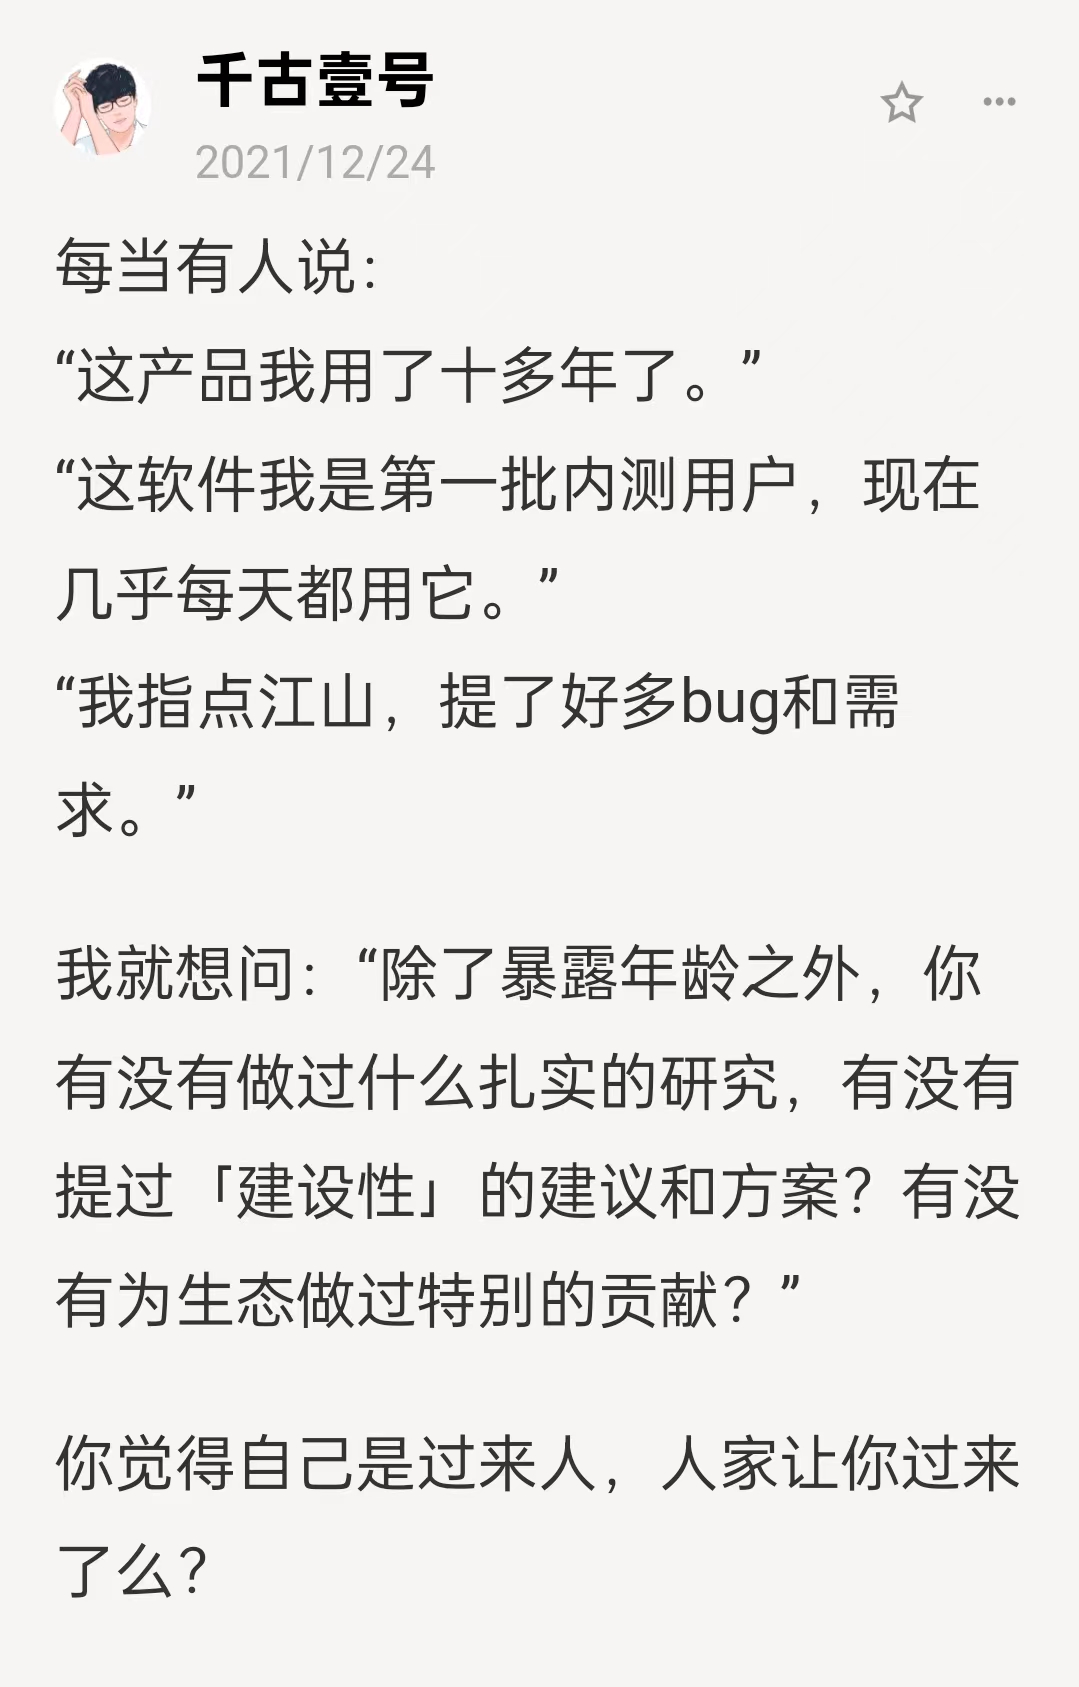 千古壹号
2021/12/24
每当有人说：
“这产品我用了十多年了。”
“这软件我是第一批内测用户，现在
几乎每天都用它。”
“我指点江山，提了好多bug和需
求。”
我就想问：“除了暴露年龄之外，你
有没有做过什么扎实的研究，有没有
提过「建设性」的建议和方案？有没
有为生态做过特别的贡献？”
你觉得自己是过来人，人家让你过来
了么？